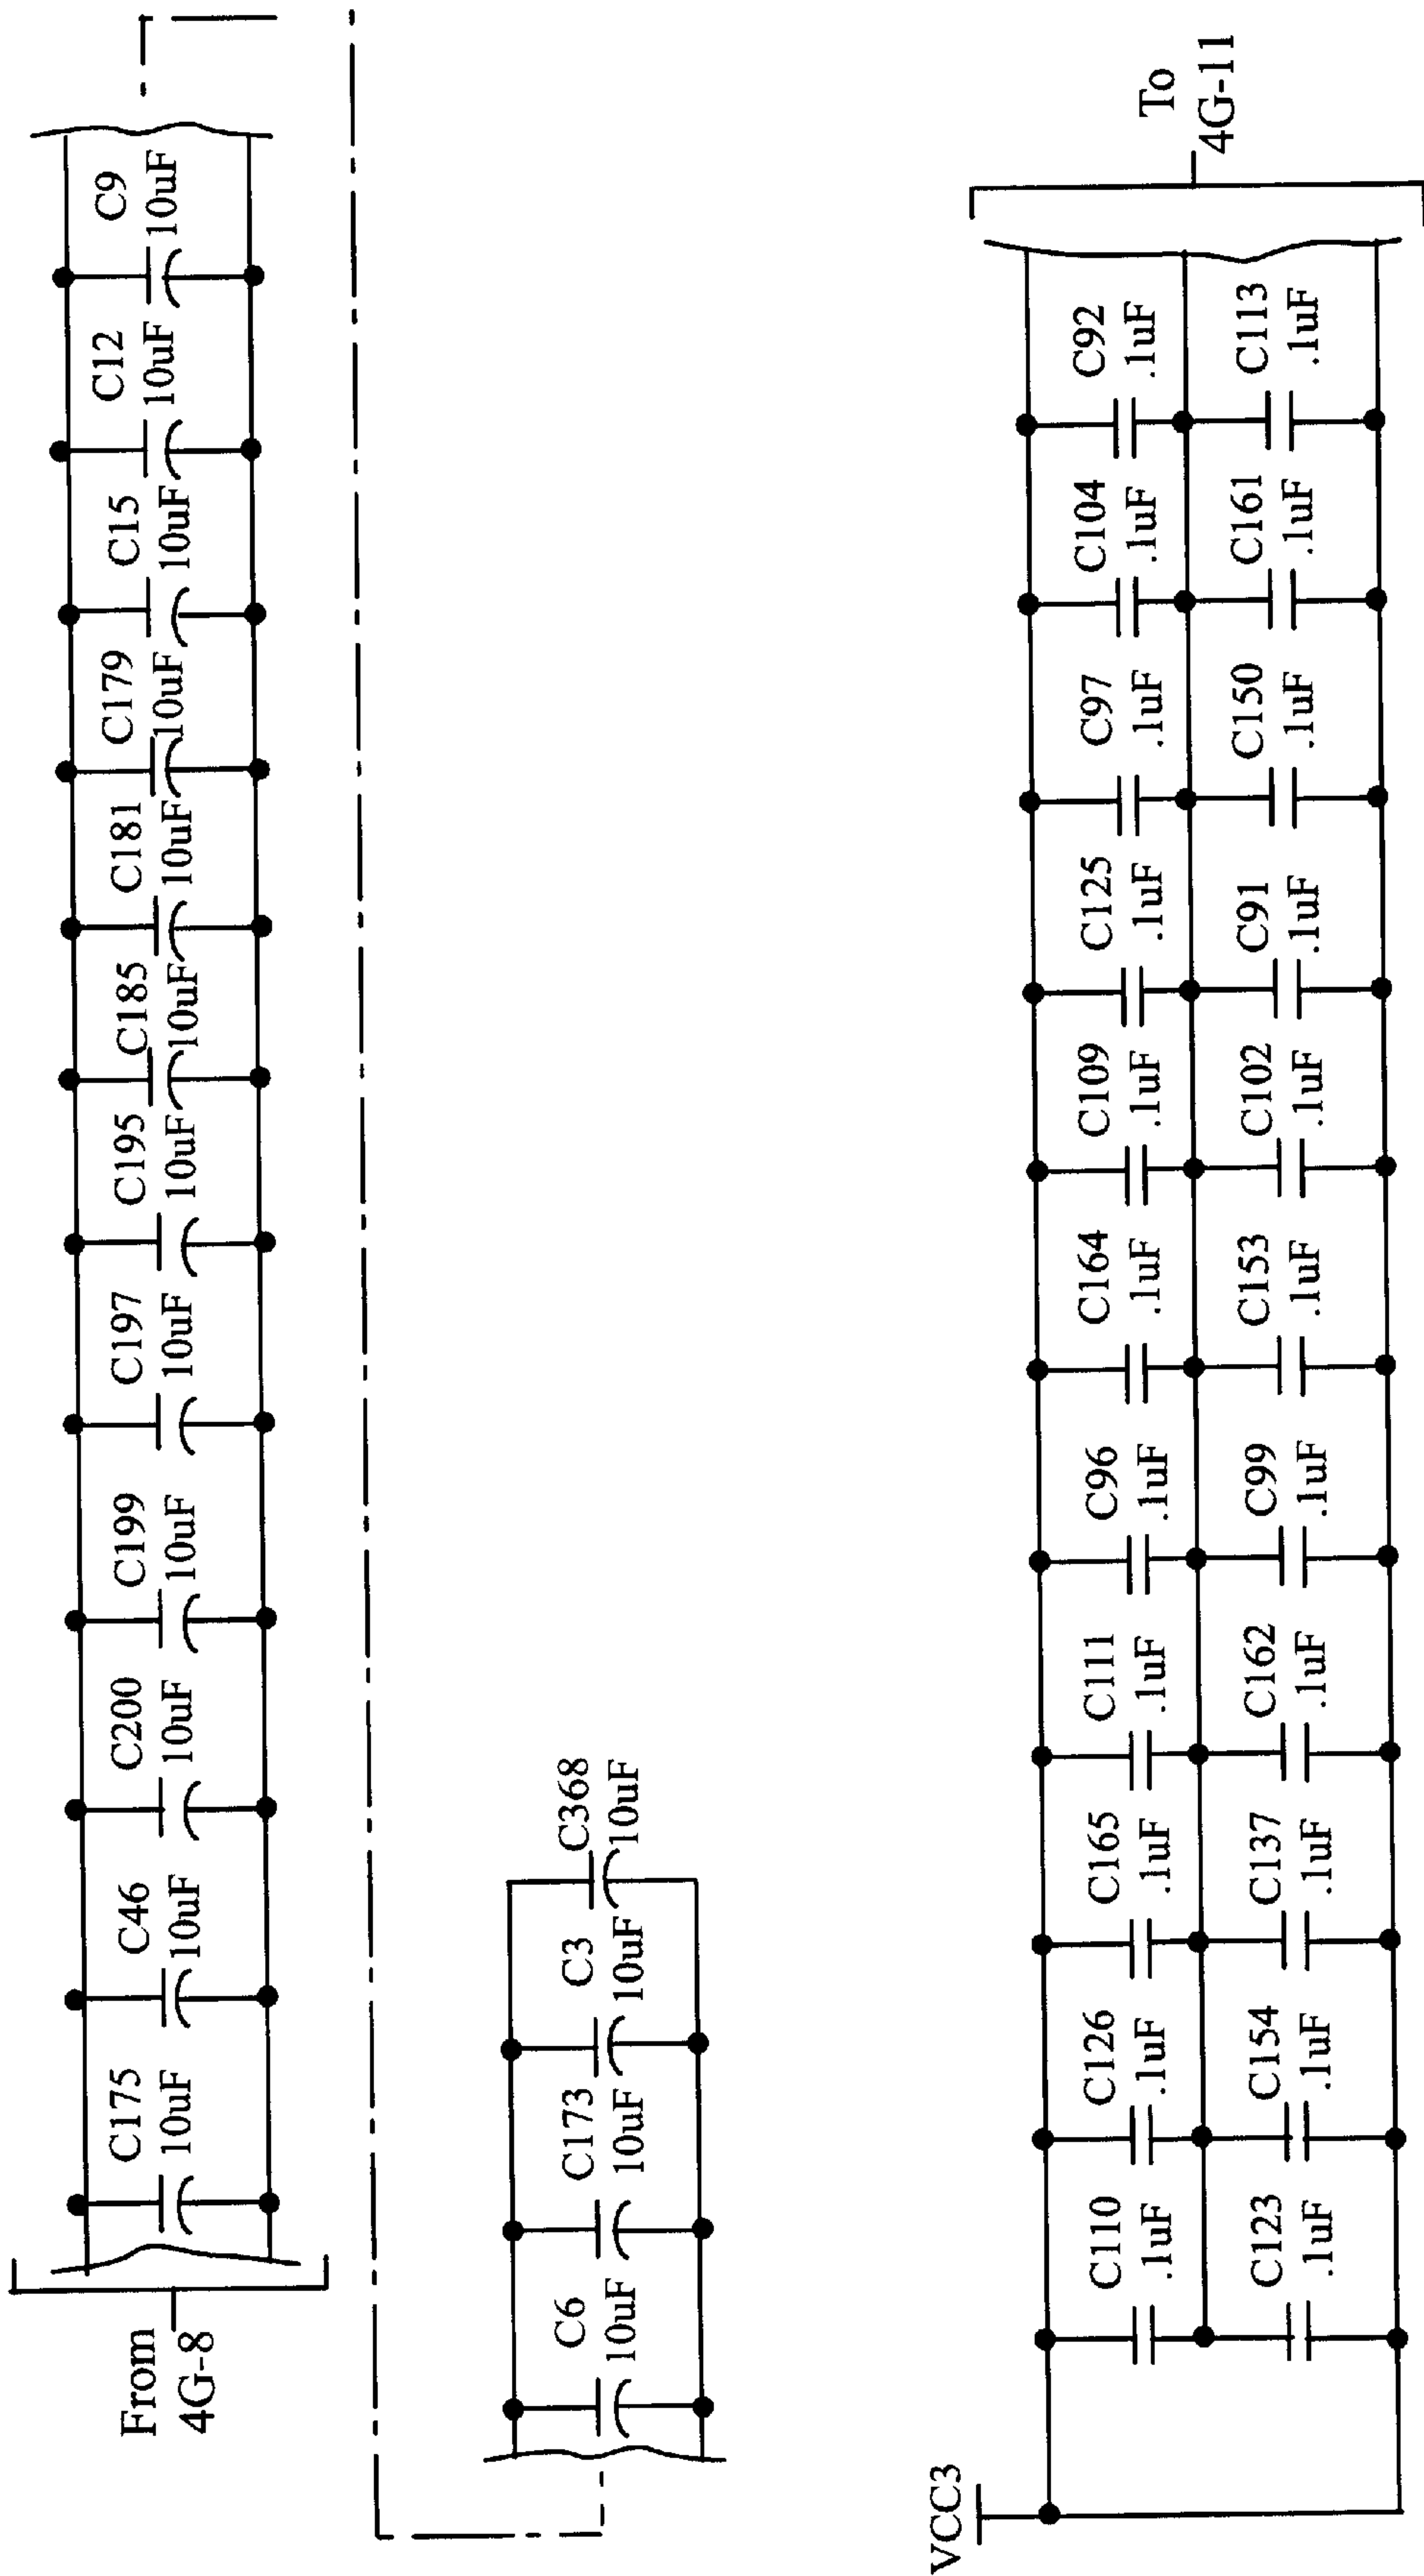 From
4G-8
C175
10uF
C46
10uF
C200
10uF
C199
10uF
C197
10uF
C195
10uF
C185
10uF
C181
10uF
C179
10uF
C15
10uF
C12
10uF
C9
10uF
C6
10uF
C173
10uF
C3
10uF
C368
10uF
VCC3
C110
.1uF
C126
.1uF
C165
.1uF
C111
.1uF
C96
.1uF
C164
.1uF
C109
.1uF
C125
.1uF
C97
.1uF
C104
.1uF
C92
.1uF
C123
.1uF
C154
.1uF
C137
.1uF
C162
.1uF
C99
.1uF
C153
.1uF
C102
.1uF
C91
.1uF
C150
.1uF
C161
.1uF
C113
.1uF
To
4G-11